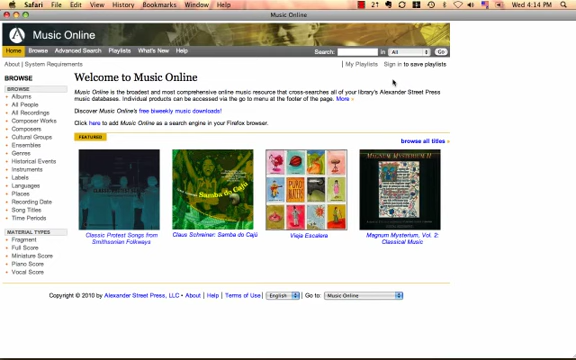 Safari File Edit View History Bookmarks Window Help
Wed 4:14 PM
Music Online
Music Online
Home Browse Advanced Search Playlists What's New Help
Search: in All Go
About | System Requirements
| My Playlists Sign in to save playlists
BROWSE
BROWSE
Albums
All People
All Recordings
Composer Works
Composers
Cultural Groups
Ensembles
Genres
Historical Events
Instruments
Labels
Languages
Places
Recording Date
Song Titles
Time Periods
MATERIAL TYPES
Fragment
Full Score
Miniature Score
Piano Score
Vocal Score
Welcome to Music Online
Music Online is the broadest and most comprehensive online music resource that cross-searches all of your library's Alexander Street Press
music databases. Individual products can be accessed via the go to menu at the footer of the page. More »
Discover Music Online's free biweekly music downloads!
Click here to add Music Online as a search engine in your Firefox browser.
FEATURED
browse all titles »
Samba do Cajú
MAGNUM MYSTERIUM II
Classic Protest Songs from
Smithsonian Folkways
Claus Schreiner: Samba do Cajú
Vieja Escalera
Magnum Mysterium, Vol. 2:
Classical Music
Copyright © 2010 by Alexander Street Press, LLC • About | Help | Terms of Use | English | Go to: Music Online